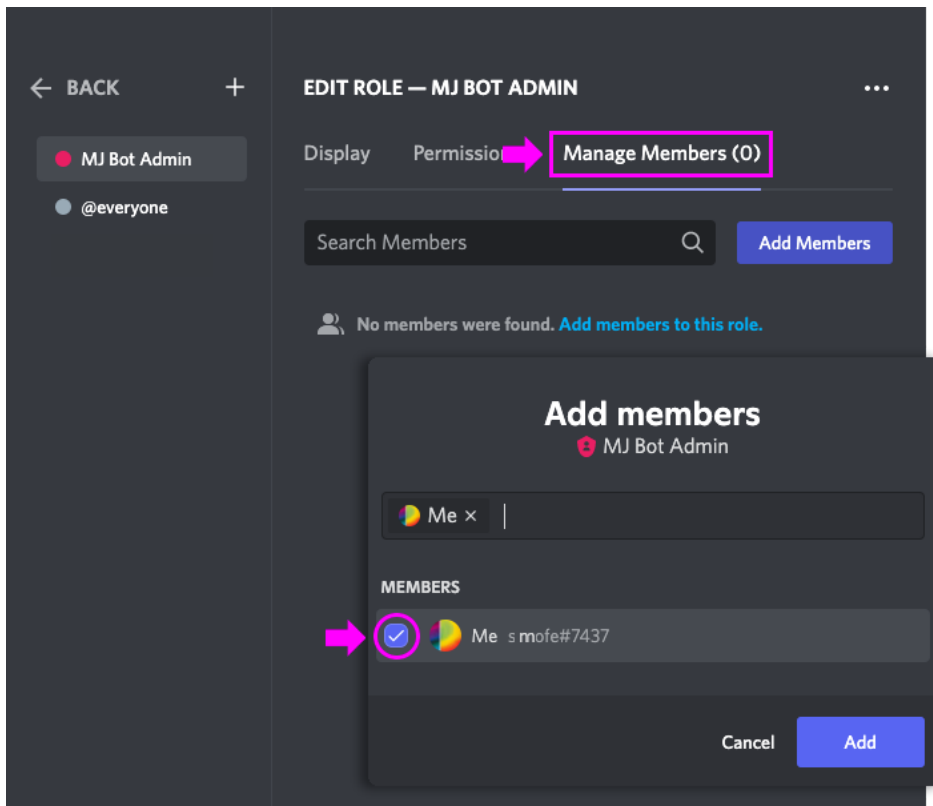 BACK
+
MJ Bot Admin
@everyone
EDIT ROLE — MJ BOT ADMIN
Display Manage Members (0)
Search Members
Add Members
No members were found. Add members to this role.
Add members
MJ Bot Admin
Me ×
MEMBERS
Me s mofe#7437
Cancel Add